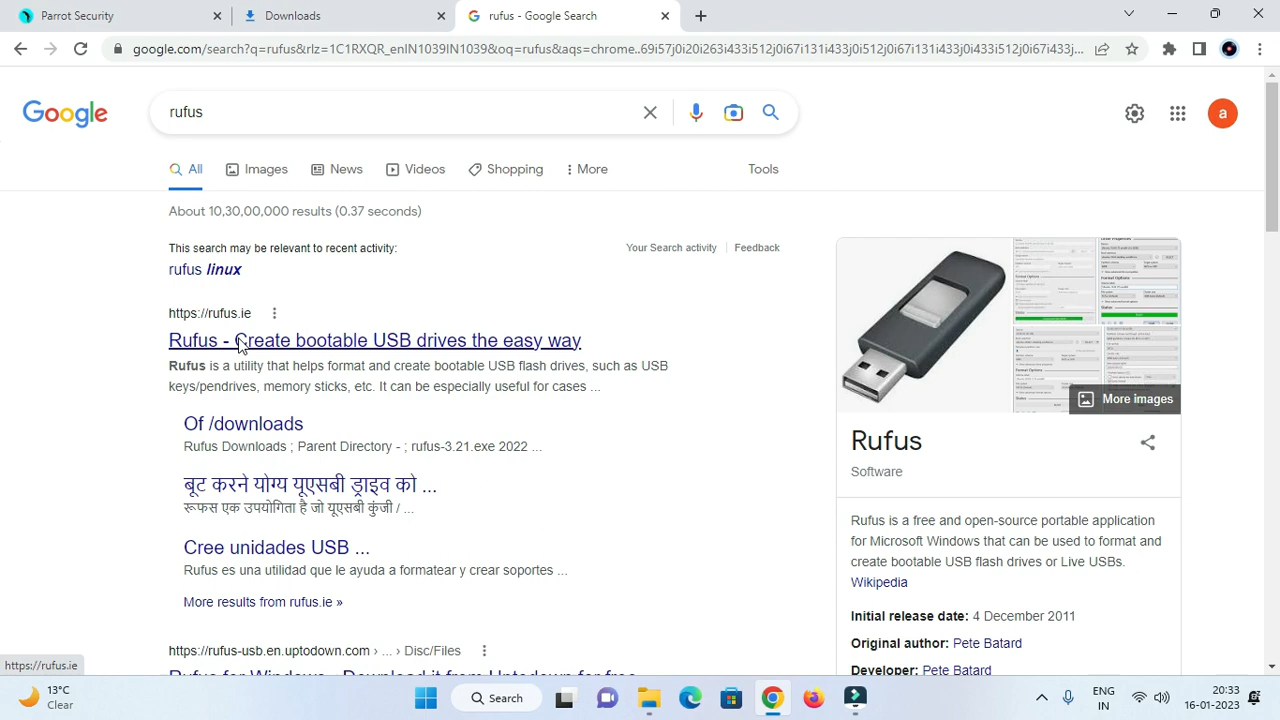 Parrot Security
Downloads
rufus - Google Search
google.com/search?q=rufus&rlz=1C1RXQR_enIN1039IN1039&oq=rufus&aqs=chrome..69i57j0i20i263i433i512j0i67i131i433j0i512j0i67i131i433j0i433i512j0i67i433j...
Google
rufus
a
All
Images
News
Videos
Shopping
More
Tools
About 10,30,00,000 results (0.37 seconds)
This search may be relevant to recent activity:
Your Search activity
Feedback
rufus linux
https://rufus.ie
Rufus - Create bootable USB drives the easy way
Rufus is a utility that helps format and create bootable USB flash drives, such as USB
keys/pendrives, memory sticks, etc. It can be especially useful for cases ...
Of /downloads
Rufus Downloads ; Parent Directory - ; rufus-3.21.exe 2022 ...
बूट करने योग्य यूएसबी ड्राइव को ...
रूफस एक उपयोगिता है जो यूएसबी कुंजी / ...
Cree unidades USB ...
Rufus es una utilidad que le ayuda a formatear y crear soportes ...
More results from rufus.ie »
https://rufus-usb.en.uptodown.com › ... › Disc/Files
Rufus for Windows - Download it from Uptodown for free
More images
Rufus
Software
Rufus is a free and open-source portable application
for Microsoft Windows that can be used to format and
create bootable USB flash drives or Live USBs.
Wikipedia
Initial release date: 4 December 2011
Original author: Pete Batard
Developer: Pete Batard
https://rufus.ie
13°C
Clear
Search
ENG
IN
20:33
16-01-2023